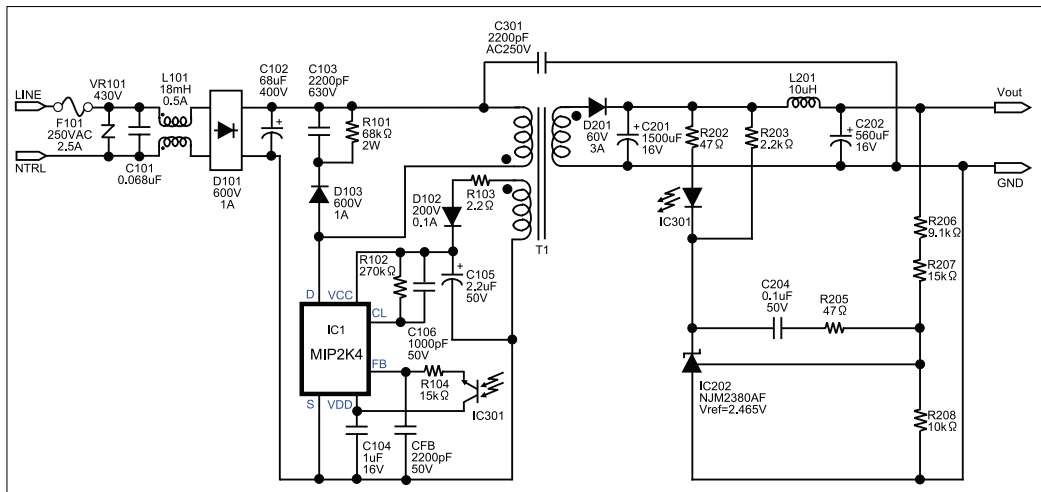 C301
2200pF
AC250V
LINE
F101
250VAC
2.5A
VR101
430V
L101
18mH
0.5A
C102
68uF
400V
C103
2200pF
630V
R101
68kΩ
2W
NTRL
C101
0.068uF
D101
600V
1A
+
D103
600V
1A
D102
200V
0.1A
R103
2.2Ω
T1
D201
60V
3A
+
C201
1500uF
16V
R202
47Ω
R203
2.2kΩ
L201
10uH
+
C202
560uF
16V
Vout
GND
IC301
R206
9.1kΩ
R207
15kΩ
R102
270kΩ
+
C105
2.2uF
50V
D
VCC
CL
IC1
MIP2K4
FB
S
VDD
C106
1000pF
50V
R104
15kΩ
IC301
C104
1uF
16V
CFB
2200pF
50V
C204
0.1uF
50V
R205
47Ω
IC202
NJM2380AF
Vref=2.465V
R208
10kΩ